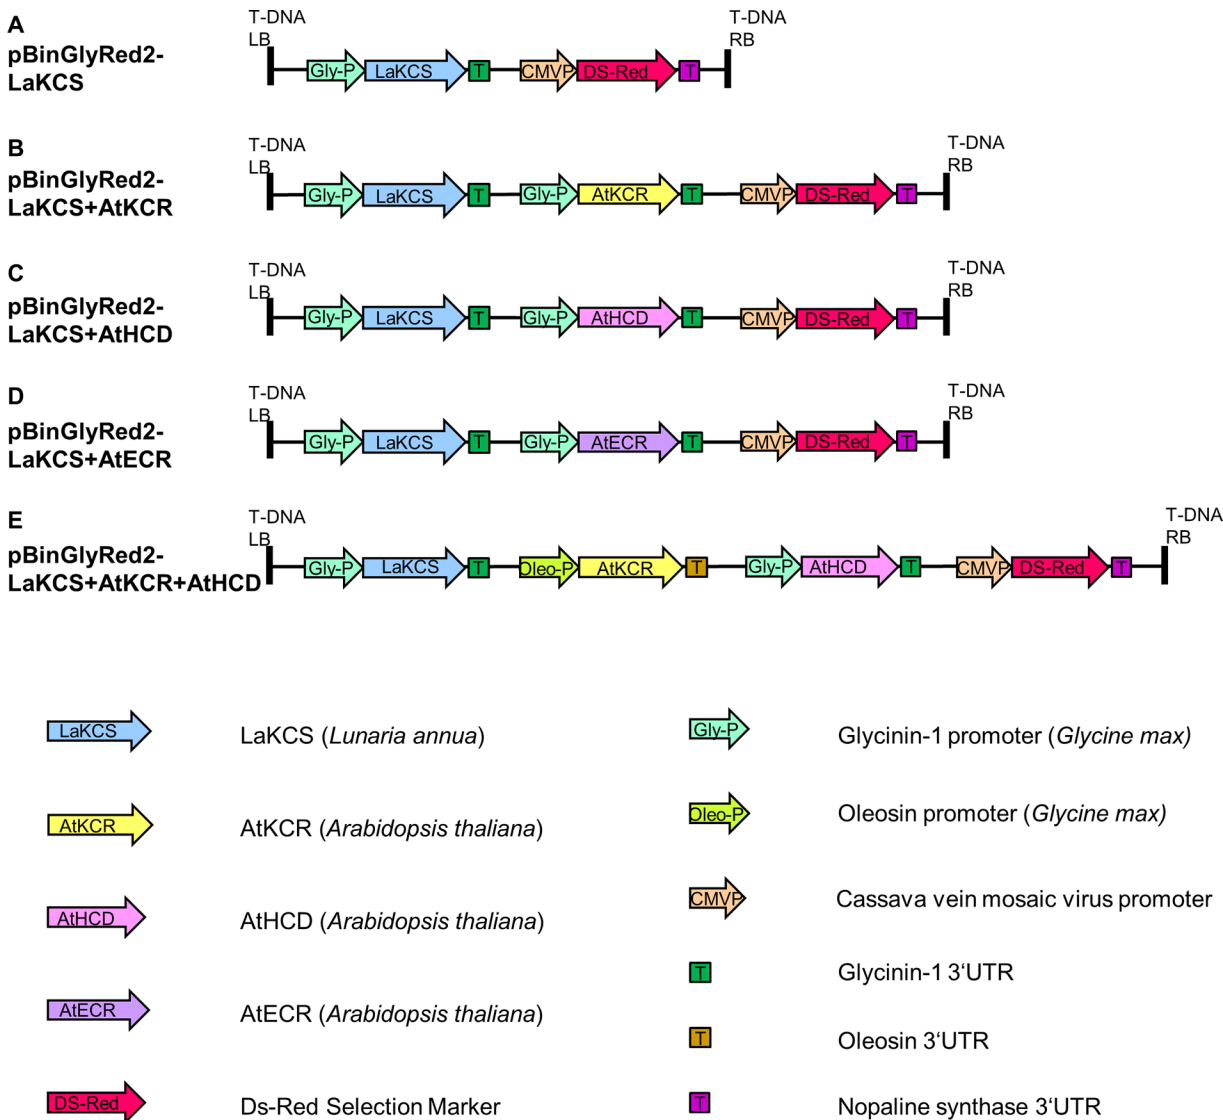 A
T-DNA
LB
T-DNA
RB
pBinGlyRed2-
LaKCS
Gly-P LaKCS T CMVP DS-Red T
B
T-DNA
LB
T-DNA
RB
pBinGlyRed2-
LaKCS+AtKCR
Gly-P LaKCS T Gly-P AtKCR T CMVP DS-Red T
C
T-DNA
LB
T-DNA
RB
pBinGlyRed2-
LaKCS+AtHCD
Gly-P LaKCS T Gly-P AtHCD T CMVP DS-Red T
D
T-DNA
LB
T-DNA
RB
pBinGlyRed2-
LaKCS+AtECR
Gly-P LaKCS T Gly-P AtECR T CMVP DS-Red T
E
T-DNA
LB
T-DNA
RB
pBinGlyRed2-
LaKCS+AtKCR+AtHCD
Gly-P LaKCS T Oleo-P AtKCR T Gly-P AtHCD T CMVP DS-Red T
LaKCS LaKCS (Lunaria annua)
AtKCR AtKCR (Arabidopsis thaliana)
AtHCD AtHCD (Arabidopsis thaliana)
AtECR AtECR (Arabidopsis thaliana)
DS-Red Ds-Red Selection Marker
Gly-P Glycinin-1 promoter (Glycine max)
Oleo-P Oleosin promoter (Glycine max)
CMVP Cassava vein mosaic virus promoter
T Glycinin-1 3‘UTR
T Oleosin 3‘UTR
T Nopaline synthase 3‘UTR